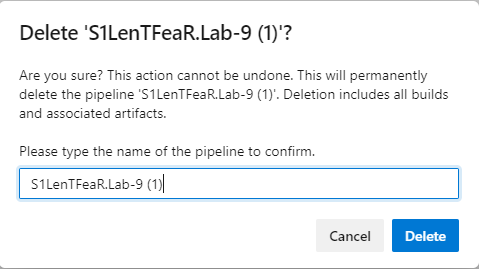 Delete 'S1LenTFeaR.Lab-9 (1)'?
Are you sure? This action cannot be undone. This will permanently
delete the pipeline 'S1LenTFeaR.Lab-9 (1)'. Deletion includes all builds
and associated artifacts.
Please type the name of the pipeline to confirm.
S1LenTFeaR.Lab-9 (1)
Cancel Delete